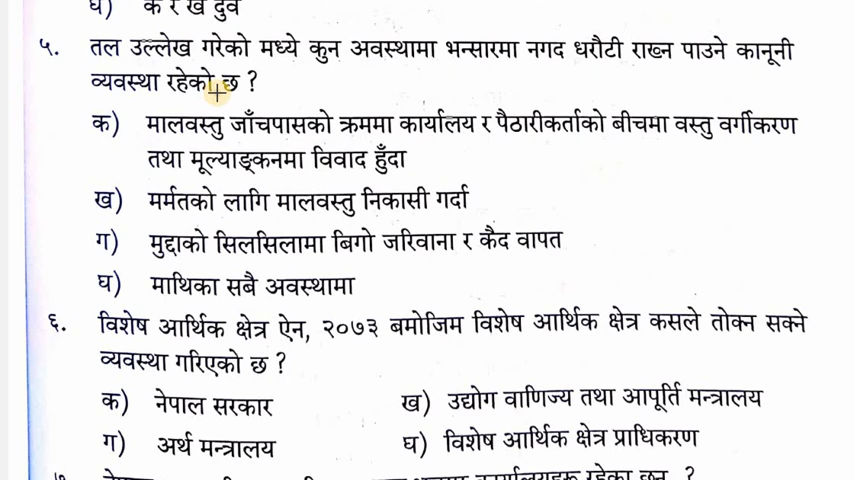 घ) क र ख दुवै
५. तल उल्लेख गरेको मध्ये कुन अवस्थामा भन्सारमा नगद धरौटी राख्न पाउने कानूनी
व्यवस्था रहेको छ ?
क) मालवस्तु जाँचपासको क्रममा कार्यालय र पैठारीकर्ताको बीचमा वस्तु वर्गीकरण
तथा मूल्याङ्कनमा विवाद हुँदा
ख) मर्मतको लागि मालवस्तु निकासी गर्दा
ग) मुद्दाको सिलसिलामा बिगो जरिवाना र कैद वापत
घ) माथिका सबै अवस्थामा
६. विशेष आर्थिक क्षेत्र ऐन, २०७३ बमोजिम विशेष आर्थिक क्षेत्र कसले तोक्न सक्ने
व्यवस्था गरिएको छ ?
क) नेपाल सरकार ख) उद्योग वाणिज्य तथा आपूर्ति मन्त्रालय
ग) अर्थ मन्त्रालय घ) विशेष आर्थिक क्षेत्र प्राधिकरण
रहेका छन् ?